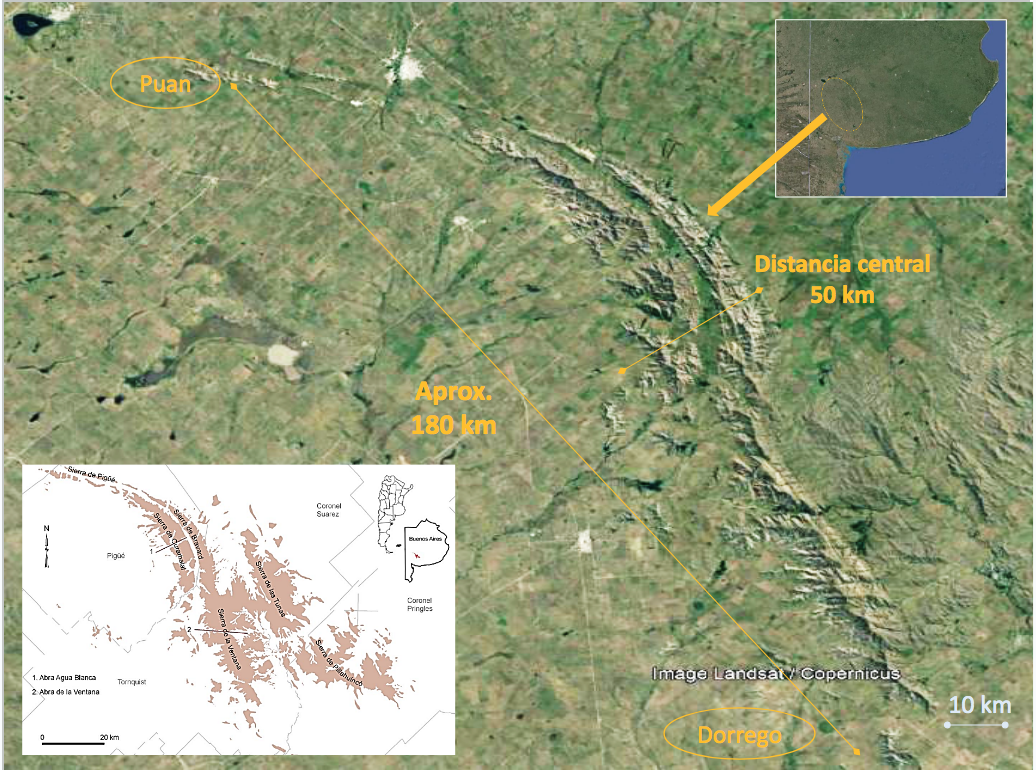 Puan
Distancia central
50 km
Aprox.
180 km
Sierra de Pigüé
Coronel
Suarez
N
Sierra de Bravard
Sierra de Curamalal
1
Pigüé
Buenos Aires
Sierra de las Tunas
Coronel
Pringles
2
Sierra de la Ventana
Sierra de Pillahuincó
1. Abra Agua Blanca
Tornquist
2. Abra de la Ventana
0
20 km
Image Landsat / Copernicus
10 km
Dorrego